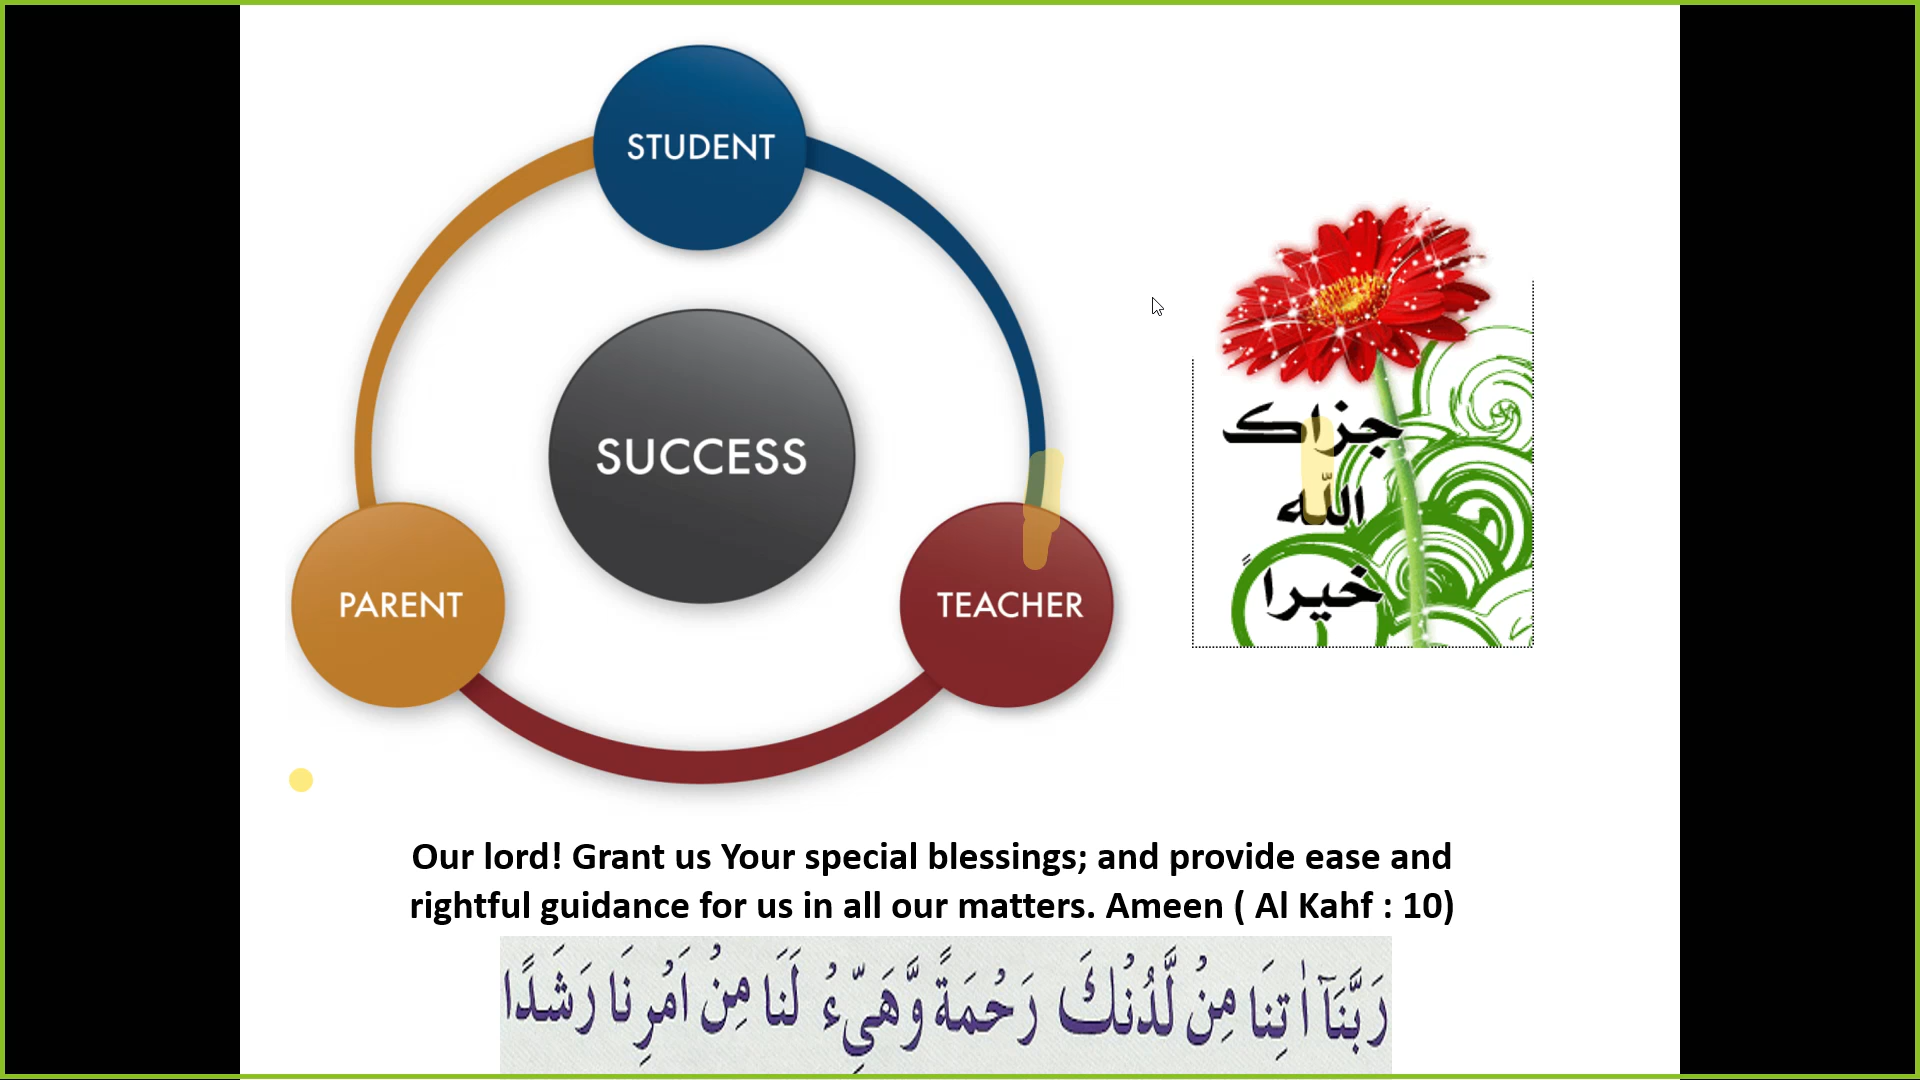 STUDENT
SUCCESS
PARENT
TEACHER
جزاك
الله
خيراً
Our lord! Grant us Your special blessings; and provide ease and
rightful guidance for us in all our matters. Ameen ( Al Kahf : 10)
رَبَّنَآ اٰتِنَا مِنْ لَّدُنْكَ رَحْمَةً وَّهَيِّئْ لَنَا مِنْ اَمْرِنَا رَشَدًا